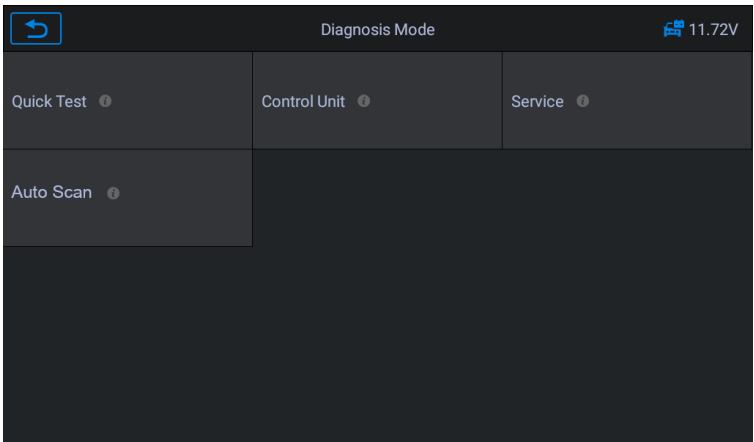 Diagnosis Mode
11.72V
Quick Test
Control Unit
Service
Auto Scan